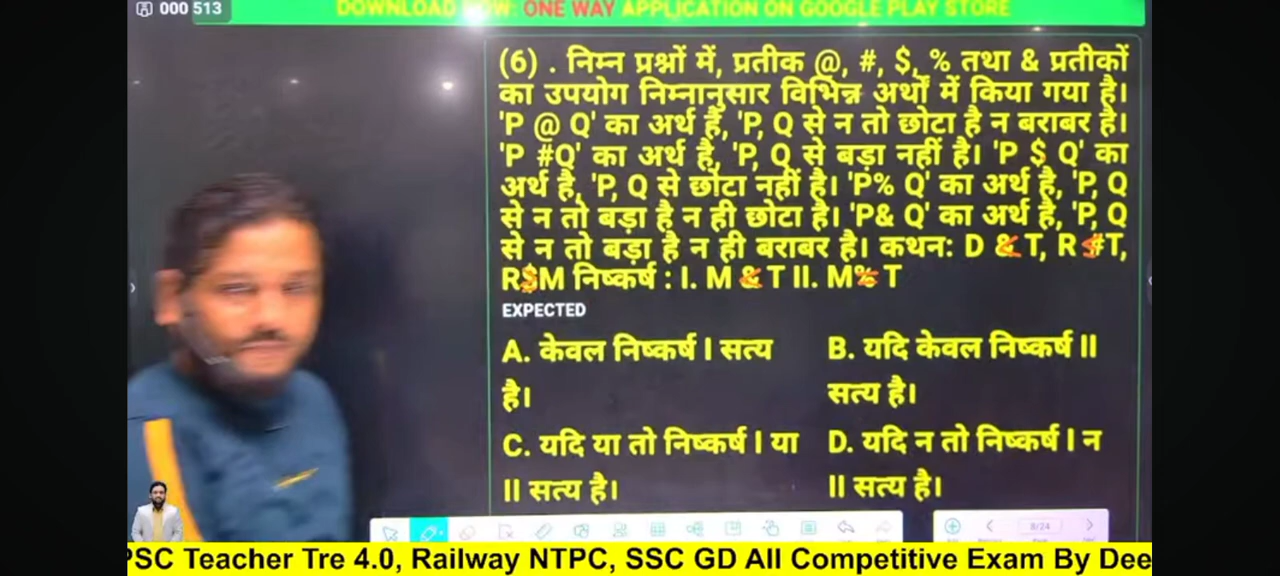 000 513
DOWNLOAD NOW: ONE WAY APPLICATION ON GOOGLE PLAY STORE
(6) . निम्न प्रश्नों में, प्रतीक @, #, $, % तथा & प्रतीकों
का उपयोग निम्नानुसार विभिन्न अर्थों में किया गया है।
'P @ Q' का अर्थ है, 'P, Q से न तो छोटा है न बराबर है।
'P #Q' का अर्थ है, 'P, Q से बड़ा नहीं है। 'P $ Q' का
अर्थ है, 'P, Q से छोटा नहीं है। 'P% Q' का अर्थ है, 'P, Q
से न तो बड़ा है न ही छोटा है। 'P& Q' का अर्थ है, 'P, Q
से न तो बड़ा है न ही बराबर है। कथन: D & T, R #T,
R$M निष्कर्ष : I. M & T II. M% T
EXPECTED
A. केवल निष्कर्ष I सत्य
है।
B. यदि केवल निष्कर्ष II
सत्य है।
C. यदि या तो निष्कर्ष I या
II सत्य है।
D. यदि न तो निष्कर्ष I न
II सत्य है।
8/24
PSC Teacher Tre 4.0, Railway NTPC, SSC GD All Competitive Exam By Dee